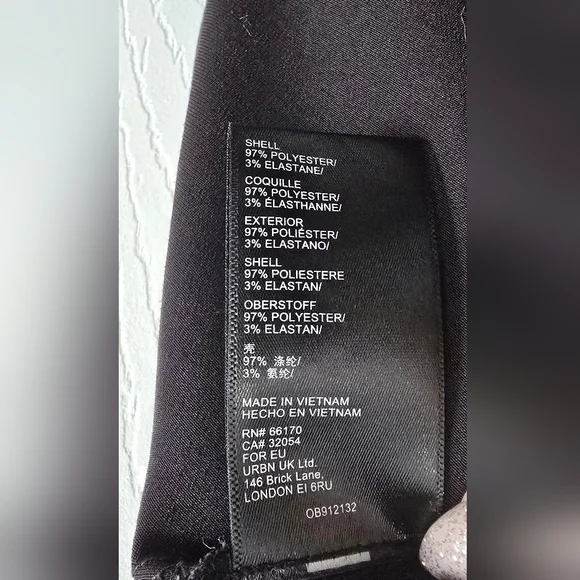 SHELL
97% POLYESTER/
3% ELASTANE/
COQUILLE
97% POLYESTER/
3% ÉLASTHANNE/
EXTERIOR
97% POLIÉSTER/
3% ELASTANO/
SHELL
97% POLIESTERE
3% ELASTAN/
OBERSTOFF
97% POLYESTER/
3% ELASTAN/
壳
97% 涤纶/
3% 氨纶/
MADE IN VIETNAM
HECHO EN VIETNAM
RN# 66170
CA# 32054
FOR EU
URBN UK Ltd.
146 Brick Lane,
LONDON EI 6RU
OB912132